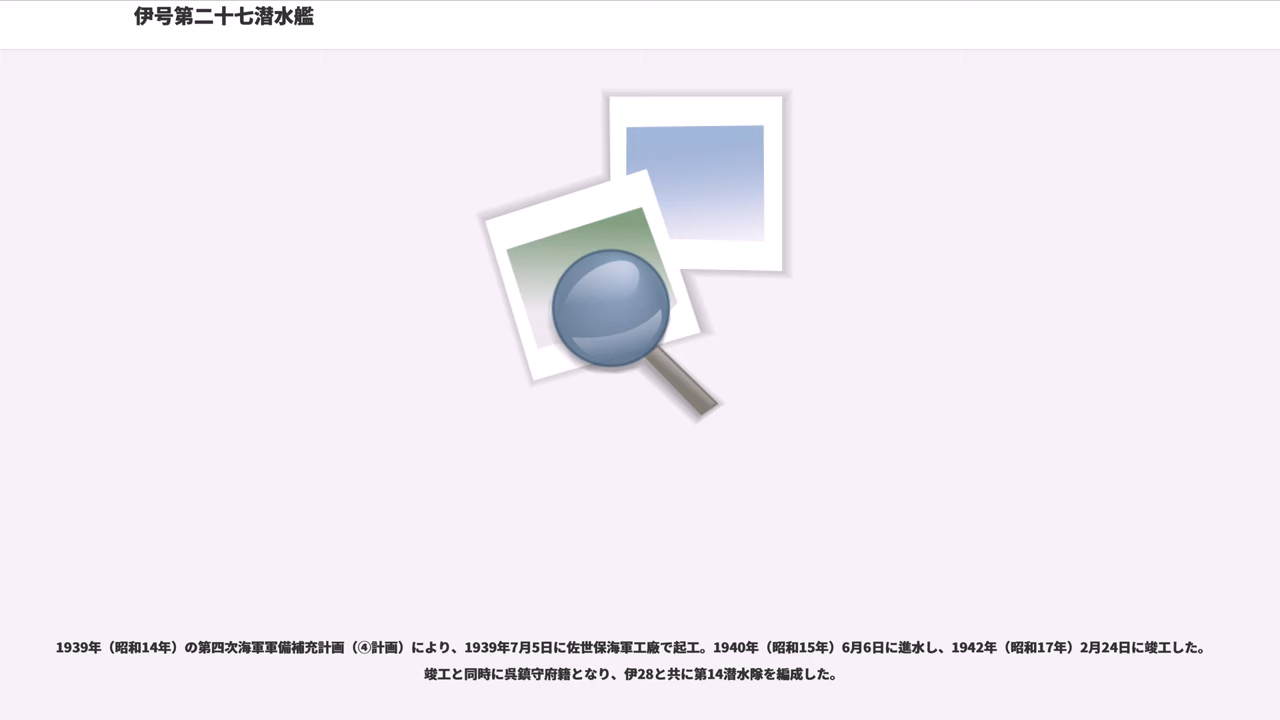 伊号第二十七潜水艦
1939年（昭和14年）の第四次海軍軍備補充計画（④計画）により、1939年7月5日に佐世保海軍工廠で起工。1940年（昭和15年）6月6日に進水し、1942年（昭和17年）2月24日に竣工した。
竣工と同時に呉鎮守府籍となり、伊28と共に第14潜水隊を編成した。